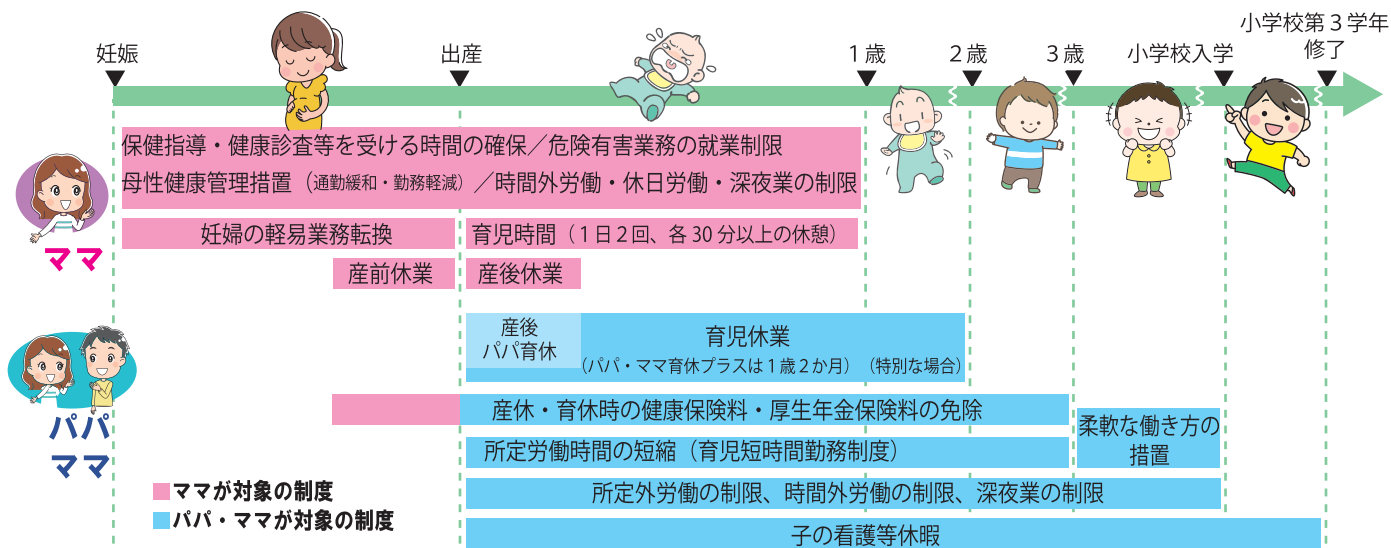 妊娠
出産
1歳
2歳
3歳
小学校入学
小学校第3学年
修了
保健指導・健康診査等を受ける時間の確保／危険有害業務の就業制限
母性健康管理措置（通勤緩和・勤務軽減）／時間外労働・休日労働・深夜業の制限
ママ
妊婦の軽易業務転換
育児時間（1日2回、各30分以上の休憩）
産前休業
産後休業
産後
パパ育休
育児休業
（パパ・ママ育休プラスは1歳2か月）（特別な場合）
パパ
ママ
産休・育休時の健康保険料・厚生年金保険料の免除
所定労働時間の短縮（育児短時間勤務制度）
柔軟な働き方の
措置
ママが対象の制度
パパ・ママが対象の制度
所定外労働の制限、時間外労働の制限、深夜業の制限
子の看護等休暇